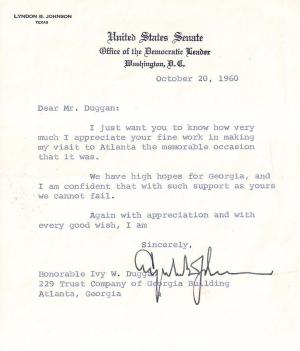 LYNDON B. JOHNSON
TEXAS
United States Senate
Office of the Democratic Leader
Washington, D.C.
October 20, 1960
Dear Mr. Duggan:
I just want you to know how very
much I appreciate your fine work in making
my visit to Atlanta the memorable occasion
that it was.
We have high hopes for Georgia, and
I am confident that with such support as yours
we cannot fail.
Again with appreciation and with
every good wish, I am
Sincerely,
Lyndon B. Johnson
Honorable Ivy W. Duggan
229 Trust Company of Georgia Building
Atlanta, Georgia